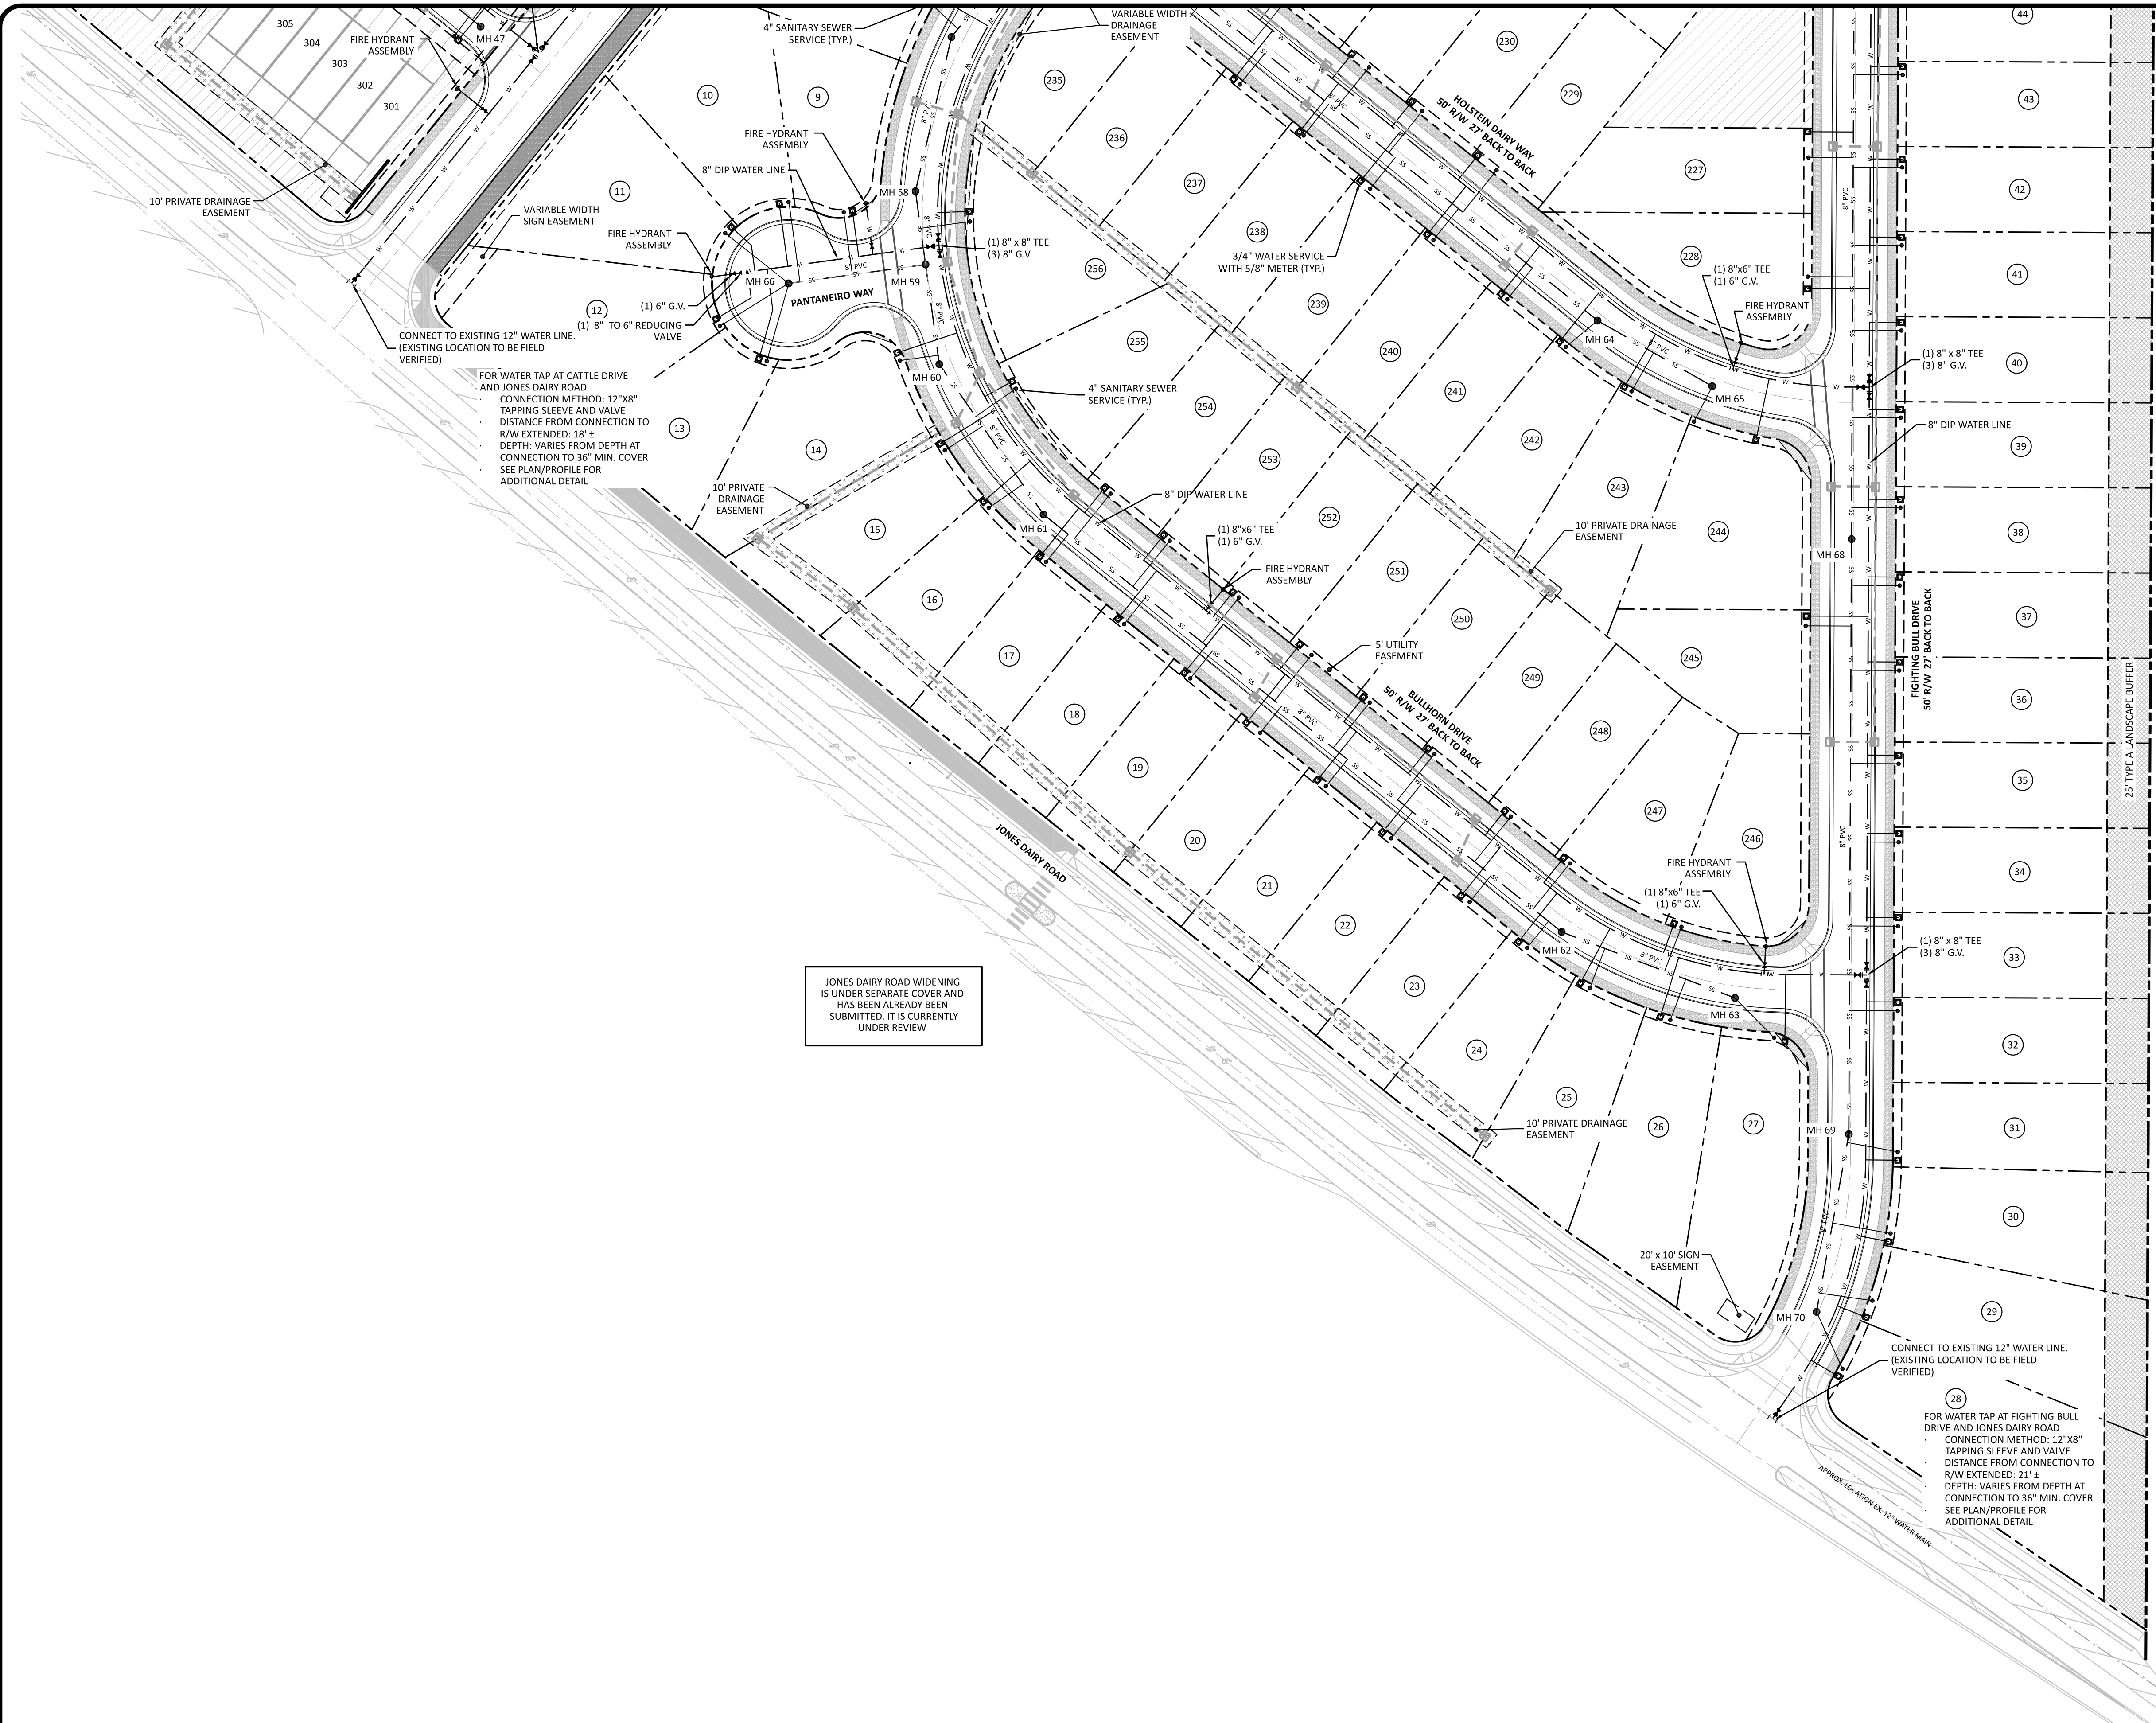 305
304
303
302
301
MH 47
FIRE HYDRANT
ASSEMBLY
10' PRIVATE DRAINAGE
EASEMENT
4" SANITARY SEWER
SERVICE (TYP.)
VARIABLE WIDTH
DRAINAGE
EASEMENT
10
9
FIRE HYDRANT
ASSEMBLY
8" DIP WATER LINE
MH 58
11
VARIABLE WIDTH
SIGN EASEMENT
FIRE HYDRANT
ASSEMBLY
(1) 8" x 8" TEE
(3) 8" G.V.
MH 66
8" PVC
MH 59
PANTANEIRO WAY
12
(1) 6" G.V.
(1) 8" TO 6" REDUCING
VALVE
CONNECT TO EXISTING 12" WATER LINE.
(EXISTING LOCATION TO BE FIELD
VERIFIED)
FOR WATER TAP AT CATTLE DRIVE
AND JONES DAIRY ROAD
· CONNECTION METHOD: 12"X8"
TAPPING SLEEVE AND VALVE
· DISTANCE FROM CONNECTION TO
R/W EXTENDED: 18' ±
· DEPTH: VARIES FROM DEPTH AT
CONNECTION TO 36" MIN. COVER
· SEE PLAN/PROFILE FOR
ADDITIONAL DETAIL
MH 60
13
14
10' PRIVATE
DRAINAGE
EASEMENT
15
16
17
18
19
20
21
22
23
24
25
26
27
235
236
237
238
239
240
241
242
243
244
245
256
255
254
253
252
251
250
249
248
247
246
230
229
227
228
HOLSTEIN DAIRY WAY
50' R/W 27' BACK TO BACK
3/4" WATER SERVICE
WITH 5/8" METER (TYP.)
4" SANITARY SEWER
SERVICE (TYP.)
8" DIP WATER LINE
MH 61
(1) 8"x6" TEE
(1) 6" G.V.
FIRE HYDRANT
ASSEMBLY
5' UTILITY
EASEMENT
BULLHORN DRIVE
50' R/W 27' BACK TO BACK
10' PRIVATE DRAINAGE
EASEMENT
(1) 8"x6" TEE
(1) 6" G.V.
FIRE HYDRANT
ASSEMBLY
MH 64
MH 65
(1) 8" x 8" TEE
(3) 8" G.V.
8" DIP WATER LINE
MH 68
FIGHTING BULL DRIVE
50' R/W 27' BACK TO BACK
25' TYPE A LANDSCAPE BUFFER
44
43
42
41
40
39
38
37
36
35
34
33
32
31
30
29
28
FIRE HYDRANT
ASSEMBLY
(1) 8"x6" TEE
(1) 6" G.V.
(1) 8" x 8" TEE
(3) 8" G.V.
MH 62
8" PVC
MH 63
MH 69
MH 70
JONES DAIRY ROAD
JONES DAIRY ROAD WIDENING
IS UNDER SEPARATE COVER AND
HAS BEEN ALREADY BEEN
SUBMITTED. IT IS CURRENTLY
UNDER REVIEW
10' PRIVATE DRAINAGE
EASEMENT
20' x 10' SIGN
EASEMENT
CONNECT TO EXISTING 12" WATER LINE.
(EXISTING LOCATION TO BE FIELD
VERIFIED)
FOR WATER TAP AT FIGHTING BULL
DRIVE AND JONES DAIRY ROAD
· CONNECTION METHOD: 12"X8"
TAPPING SLEEVE AND VALVE
· DISTANCE FROM CONNECTION TO
R/W EXTENDED: 21' ±
· DEPTH: VARIES FROM DEPTH AT
CONNECTION TO 36" MIN. COVER
· SEE PLAN/PROFILE FOR
ADDITIONAL DETAIL
APPROX. LOCATION EX. 12" WATER MAIN